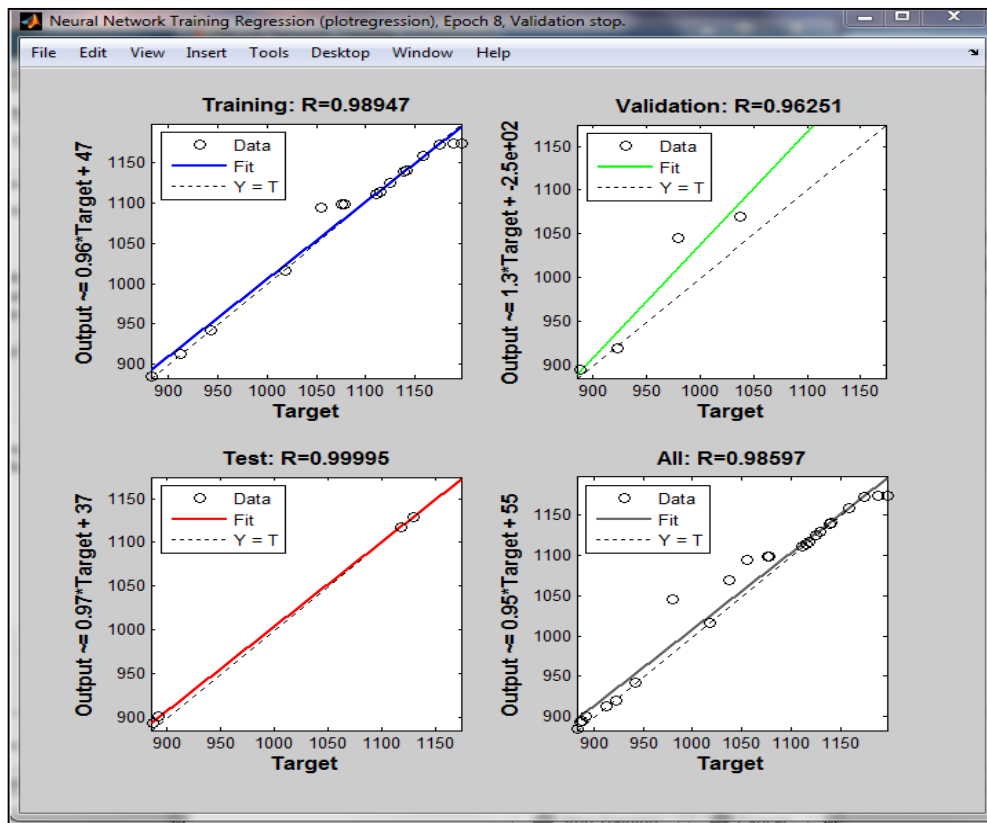 Neural Network Training Regression (plotregression), Epoch 8, Validation stop.
File Edit View Insert Tools Desktop Window Help
Training: R=0.98947
Output ~= 0.96*Target + 47
Data
Fit
Y = T
1150
1100
1050
1000
950
900
900 950 1000 1050 1100 1150
Target
Validation: R=0.96251
Output ~= 1.3*Target + -2.5e+02
Data
Fit
Y = T
1150
1100
1050
1000
950
900
900 950 1000 1050 1100 1150
Target
Test: R=0.99995
Output ~= 0.97*Target + 37
Data
Fit
Y = T
1150
1100
1050
1000
950
900
900 950 1000 1050 1100 1150
Target
All: R=0.98597
Output ~= 0.95*Target + 55
Data
Fit
Y = T
1150
1100
1050
1000
950
900
900 950 1000 1050 1100 1150
Target